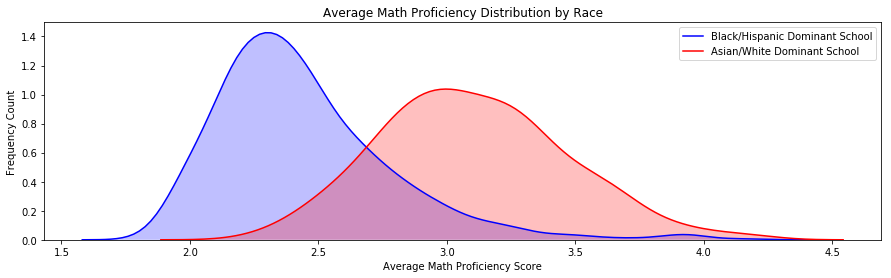 Average Math Proficiency Distribution by Race
Black/Hispanic Dominant School
Asian/White Dominant School
Frequency Count
1.4
1.2
1.0
0.8
0.6
0.4
0.2
0.0
1.5 2.0 2.5 3.0 3.5 4.0 4.5
Average Math Proficiency Score